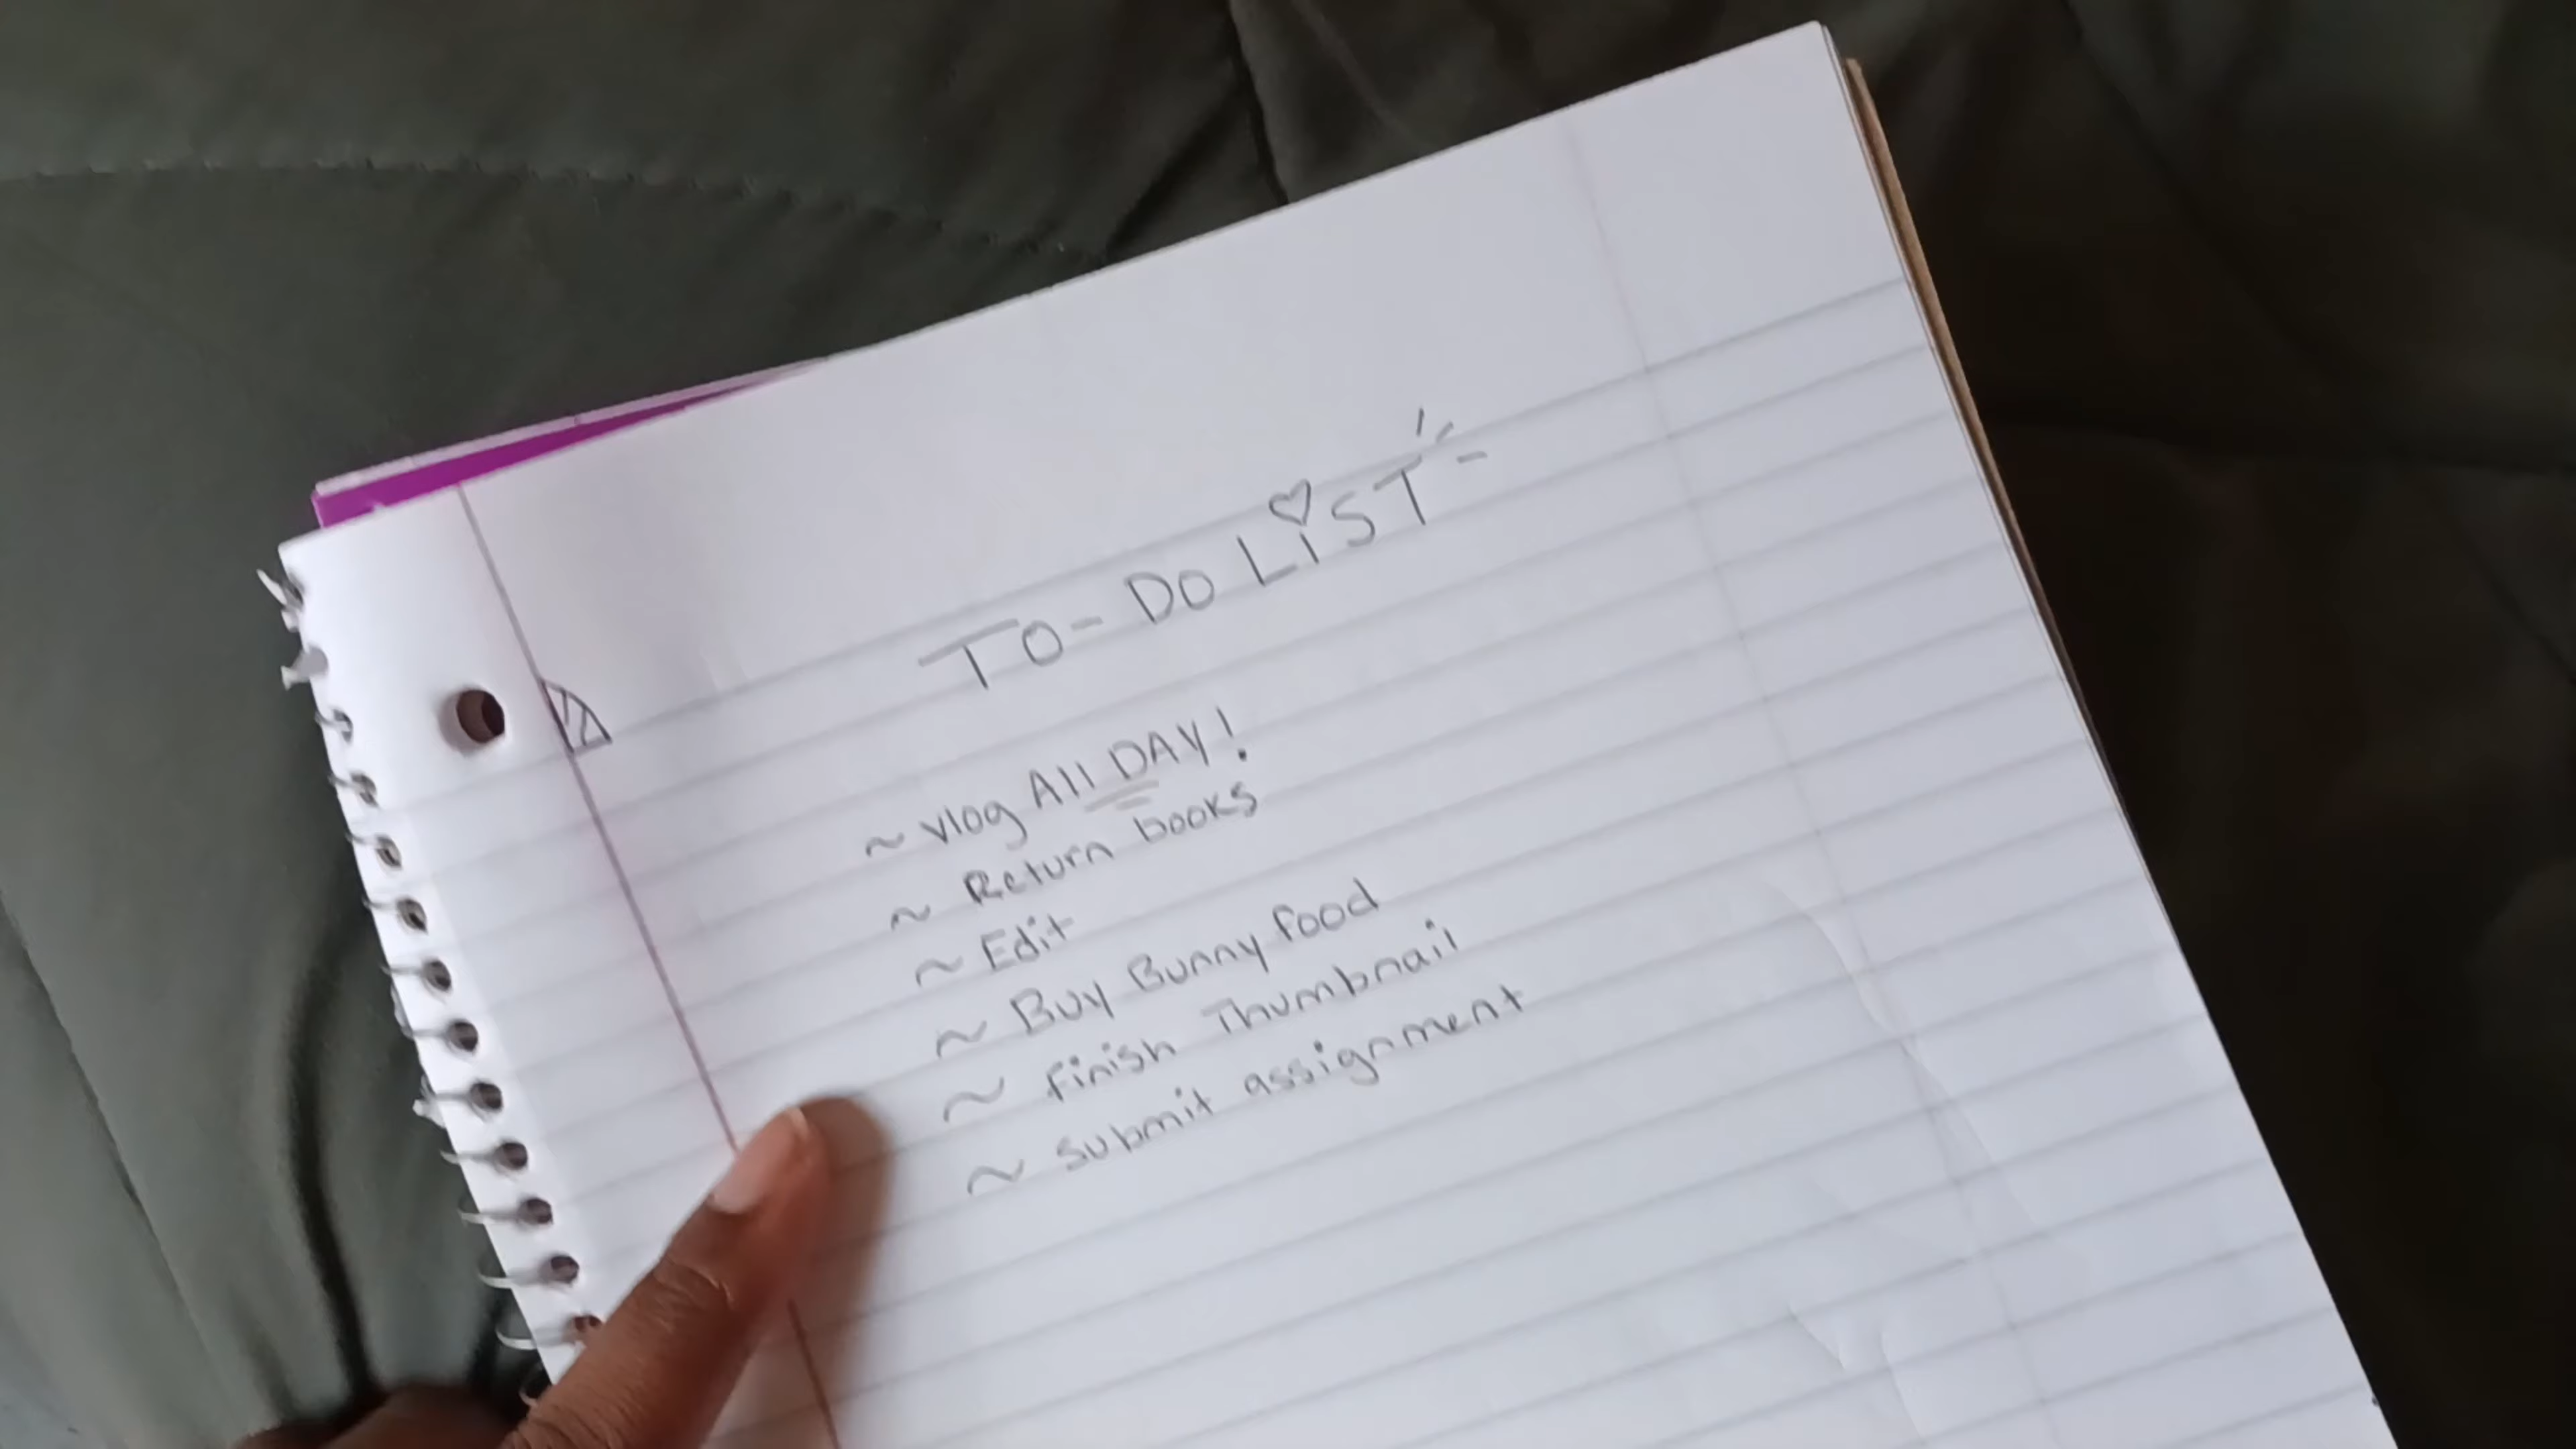 TO-DO LiST
~ vlog All DAY!
~ Return books
~ Edit
~ Buy Bunny food
~ finish Thumbnail
~ submit assignment